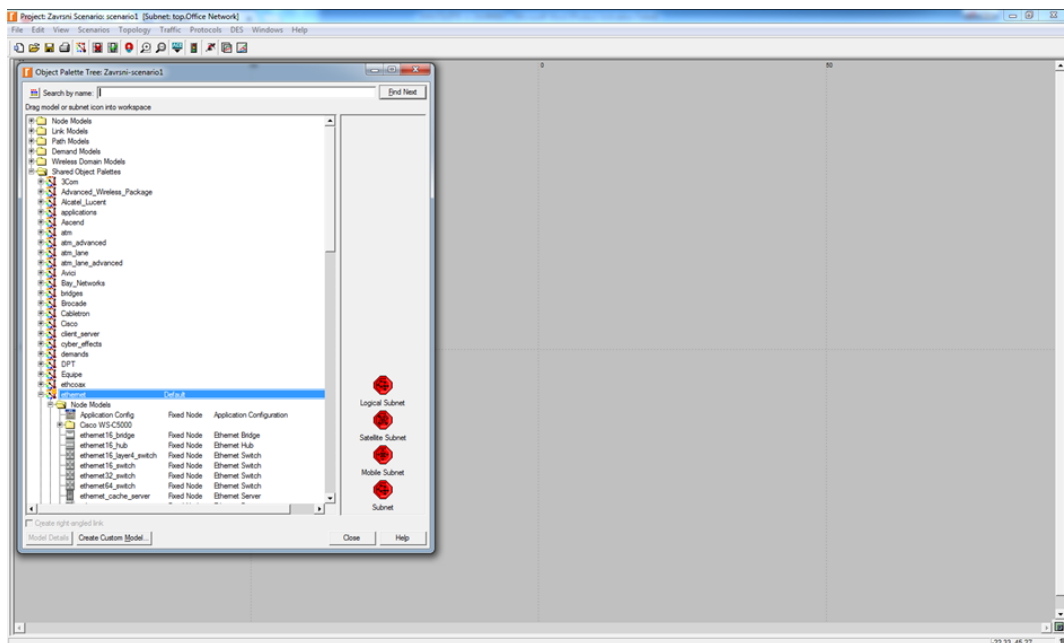 Project: Zavrsni Scenario: scenario1 [Subnet: top.Office Network]
File Edit View Scenarios Topology Traffic Protocols DES Windows Help
0
50
Object Palette Tree: Zavrsni-scenario1
Search by name:
Find Next
Drag model or subnet icon into workspace
Node Models
Link Models
Path Models
Demand Models
Wireless Domain Models
Shared Object Palettes
3Com
Advanced_Wireless_Package
Alcatel_Lucent
applications
Ascend
atm
atm_advanced
atm_lane
atm_lane_advanced
Avici
Bay_Networks
bridges
Brocade
Cabletron
Cisco
client_server
cyber_effects
demands
DPT
Equipe
ethcoax
ethernet Default
Node Models
Application Config Fixed Node Application Configuration
Cisco WS-C5000
ethernet16_bridge Fixed Node Ethernet Bridge
ethernet16_hub Fixed Node Ethernet Hub
ethernet16_layer4_switch Fixed Node Ethernet Switch
ethernet16_switch Fixed Node Ethernet Switch
ethernet32_switch Fixed Node Ethernet Switch
ethernet64_switch Fixed Node Ethernet Switch
ethernet_cache_server Fixed Node Ethernet Server
Logical Subnet
Satellite Subnet
Mobile Subnet
Subnet
Create right angled link
Model Details
Create Custom Model...
Close
Help